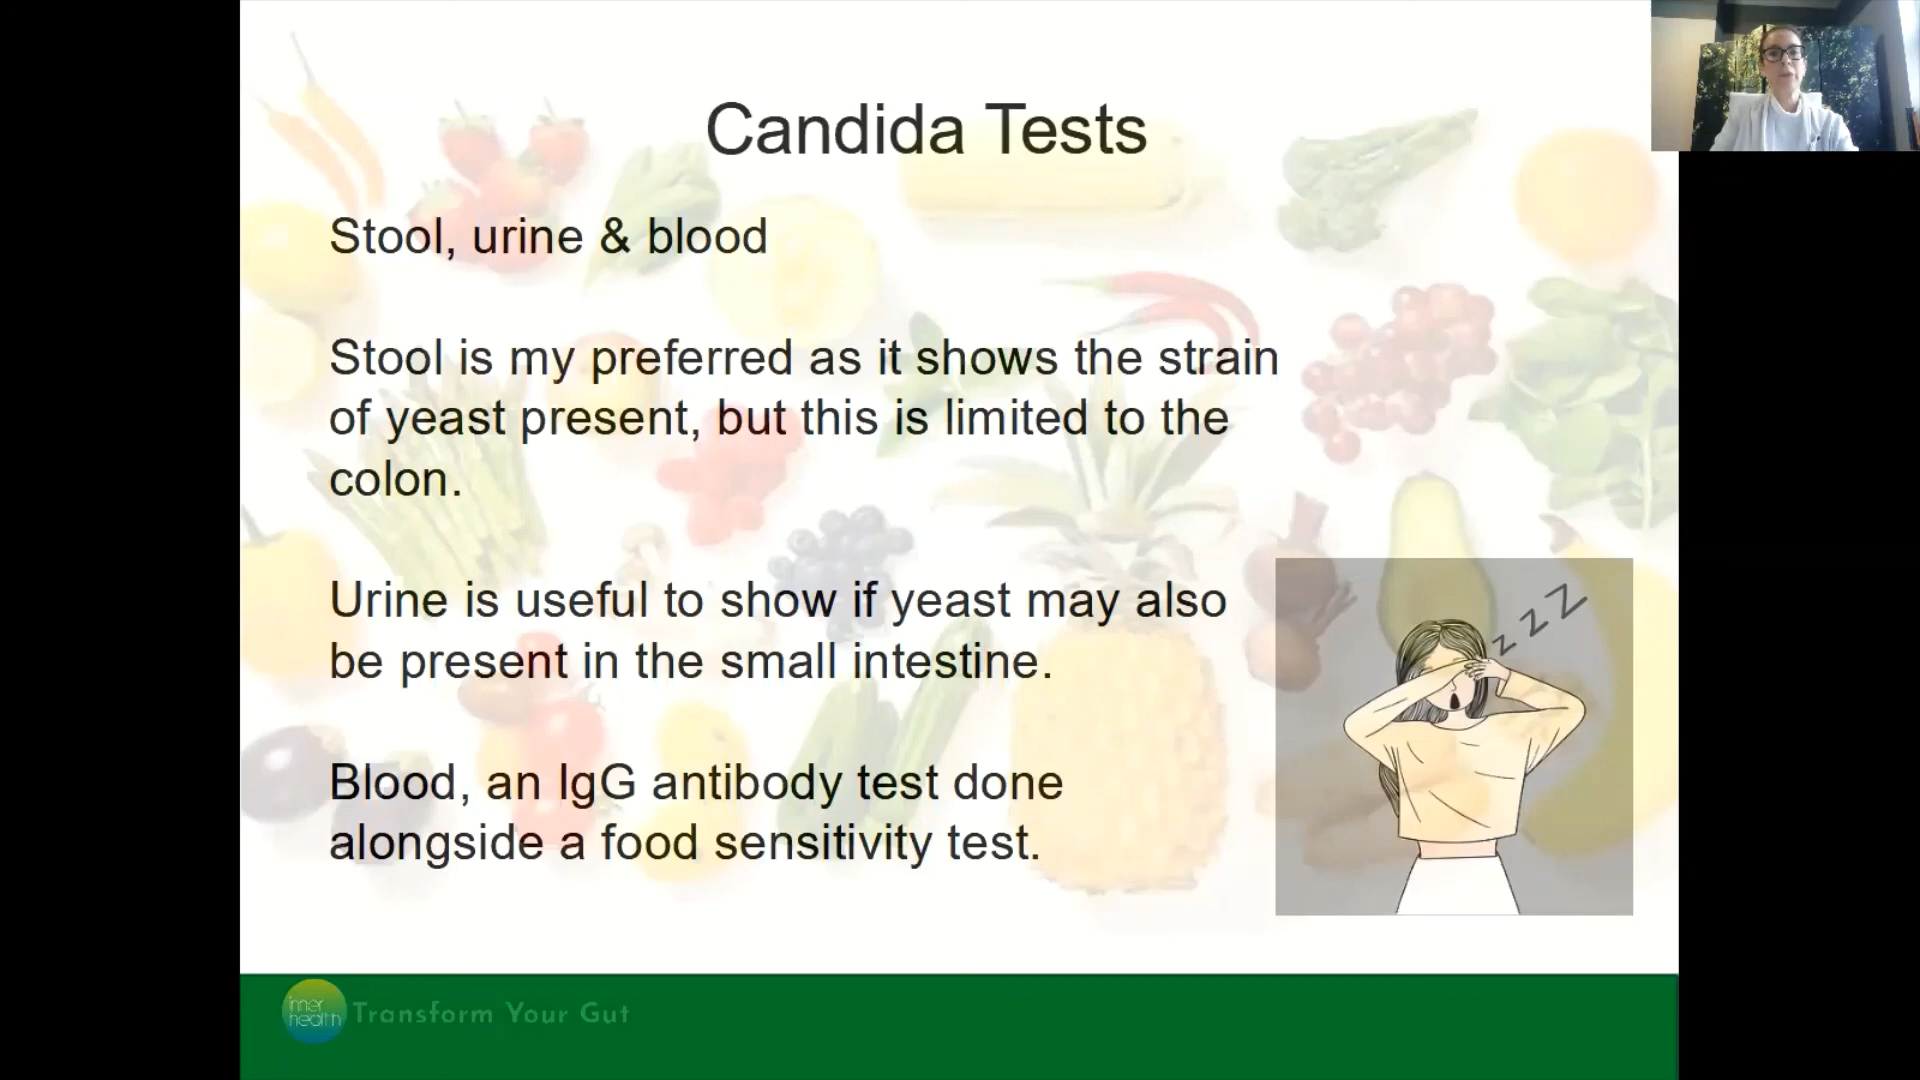 Candida Tests
Stool, urine & blood
Stool is my preferred as it shows the strain
of yeast present, but this is limited to the
colon.
Urine is useful to show if yeast may also
be present in the small intestine.
z z Z
Blood, an IgG antibody test done
alongside a food sensitivity test.
inner
health
Transform Your Gut